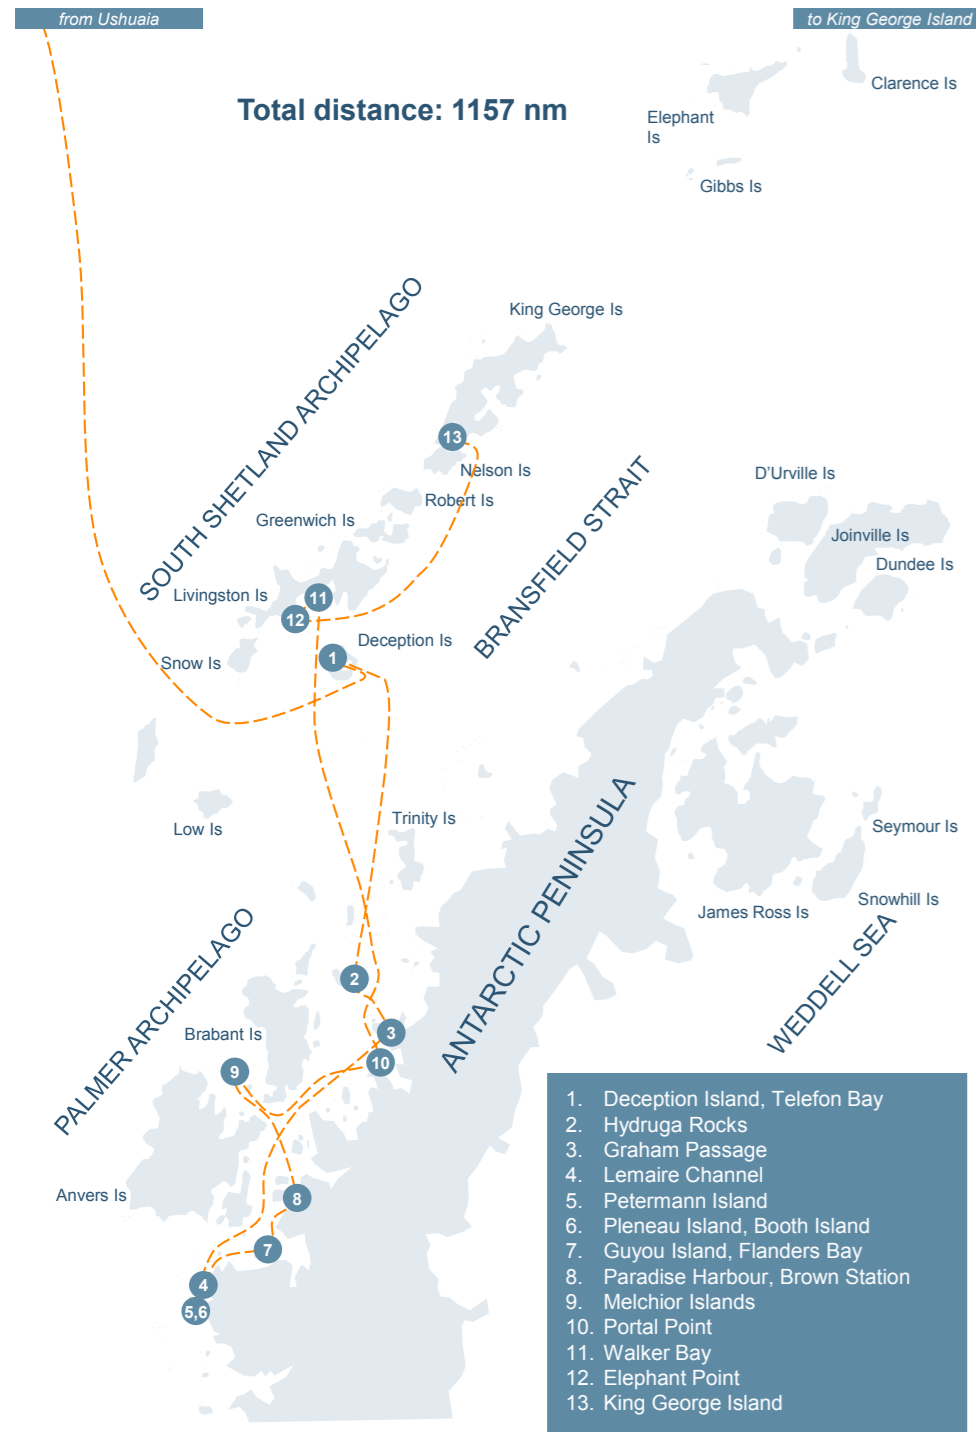 from Ushuaia
to King George Island
Total distance: 1157 nm
Clarence Is
Elephant
Is
Gibbs Is
King George Is
SOUTH SHETLAND ARCHIPELAGO
13
Nelson Is
Robert Is
Greenwich Is
BRANSFIELD STRAIT
D'Urville Is
Joinville Is
Dundee Is
Livingston Is
11
12
Deception Is
1
Snow Is
Low Is
Trinity Is
ANTARCTIC PENINSULA
Seymour Is
James Ross Is
Snowhill Is
WEDDELL SEA
PALMER ARCHIPELAGO
2
3
Brabant Is
10
9
Anvers Is
8
7
4
5,6
1. Deception Island, Telefon Bay
2. Hydruga Rocks
3. Graham Passage
4. Lemaire Channel
5. Petermann Island
6. Pleneau Island, Booth Island
7. Guyou Island, Flanders Bay
8. Paradise Harbour, Brown Station
9. Melchior Islands
10. Portal Point
11. Walker Bay
12. Elephant Point
13. King George Island